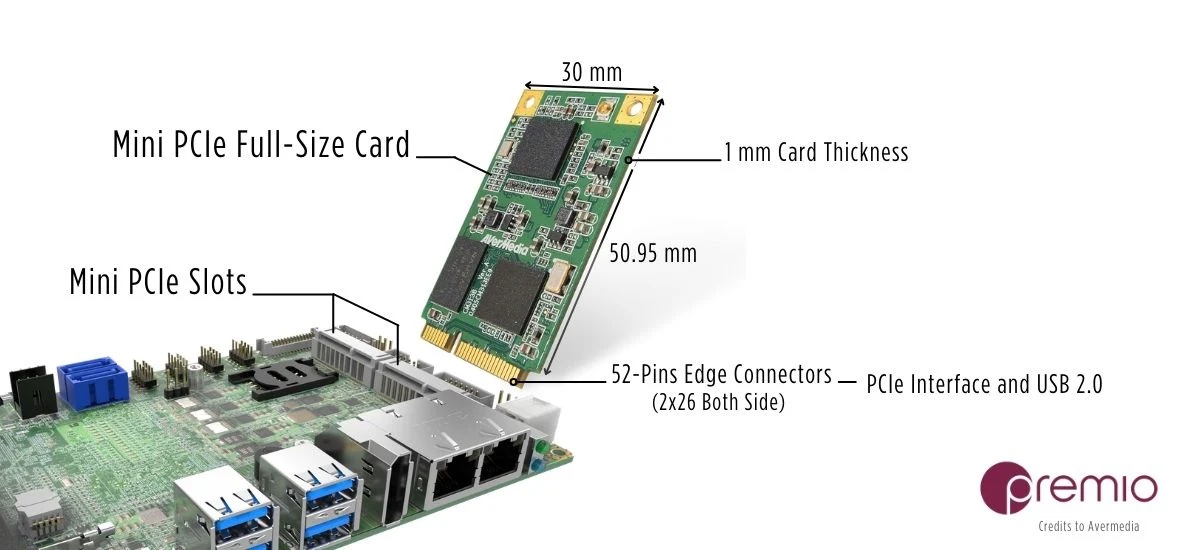 30 mm
Mini PCIe Full-Size Card
1 mm Card Thickness
AVerMedia
50.95 mm
Mini PCIe Slots
Ver.A
52-Pins Edge Connectors
(2x26 Both Side)
PCIe Interface and USB 2.0
premio
Credits to Avermedia